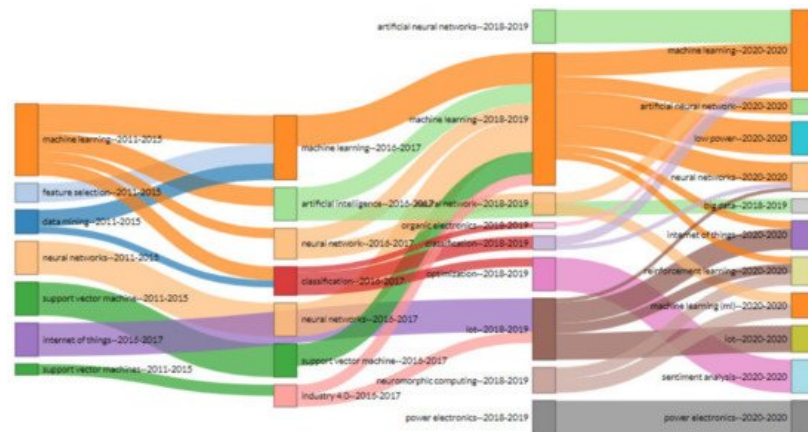 machine learning--2011-2015
feature selection--2011-2015
data mining--2011-2015
neural networks--2011-2015
support vector machine--2011-2015
internet of things--2016-2017
support vector machines--2011-2015
machine learning--2016-2017
artificial intelligence--2016-2017
neural network--2016-2017
classification--2016-2017
neural networks--2016-2017
support vector machine--2016-2017
industry 4.0--2016-2017
artificial neural networks--2018-2019
machine learning--2018-2019
neural network--2018-2019
organic electronics--2018-2019
classification--2018-2019
optimization--2018-2019
iot--2018-2019
neuromorphic computing--2018-2019
power electronics--2018-2019
machine learning--2020-2020
artificial neural network--2020-2020
low power--2020-2020
neural networks--2020-2020
big data--2018-2019
internet of things--2020-2020
reinforcement learning--2020-2020
machine learning (ml)--2020-2020
iot--2020-2020
sentiment analysis--2020-2020
power electronics--2020-2020